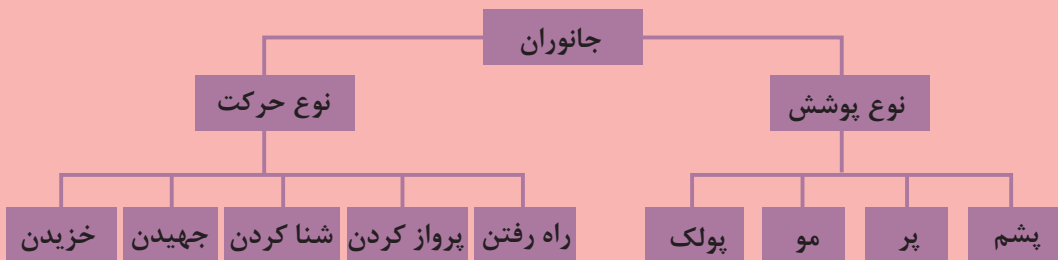 جانوران
نوع پوشش
نوع حرکت
پشم
پر
مو
پولک
راه رفتن
پرواز کردن
شنا کردن
جهیدن
خزیدن